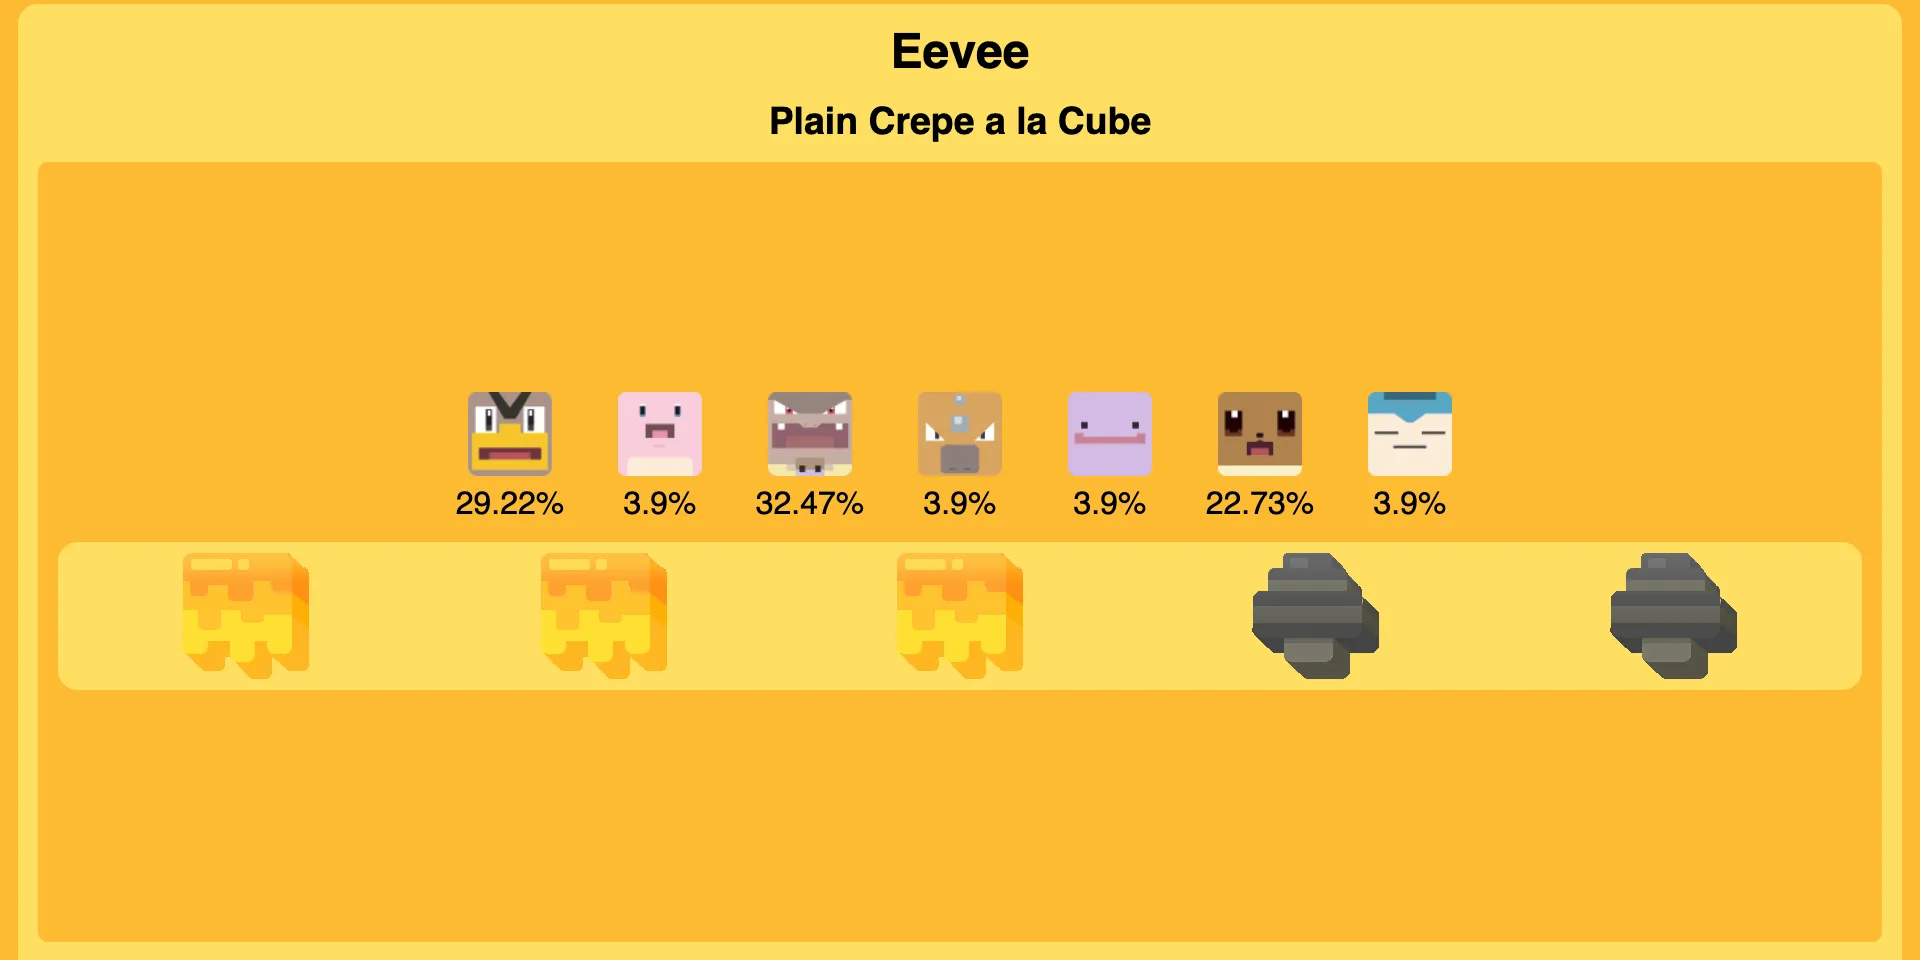 Eevee
Plain Crepe a la Cube
29.22% 3.9% 32.47% 3.9% 3.9% 22.73% 3.9%